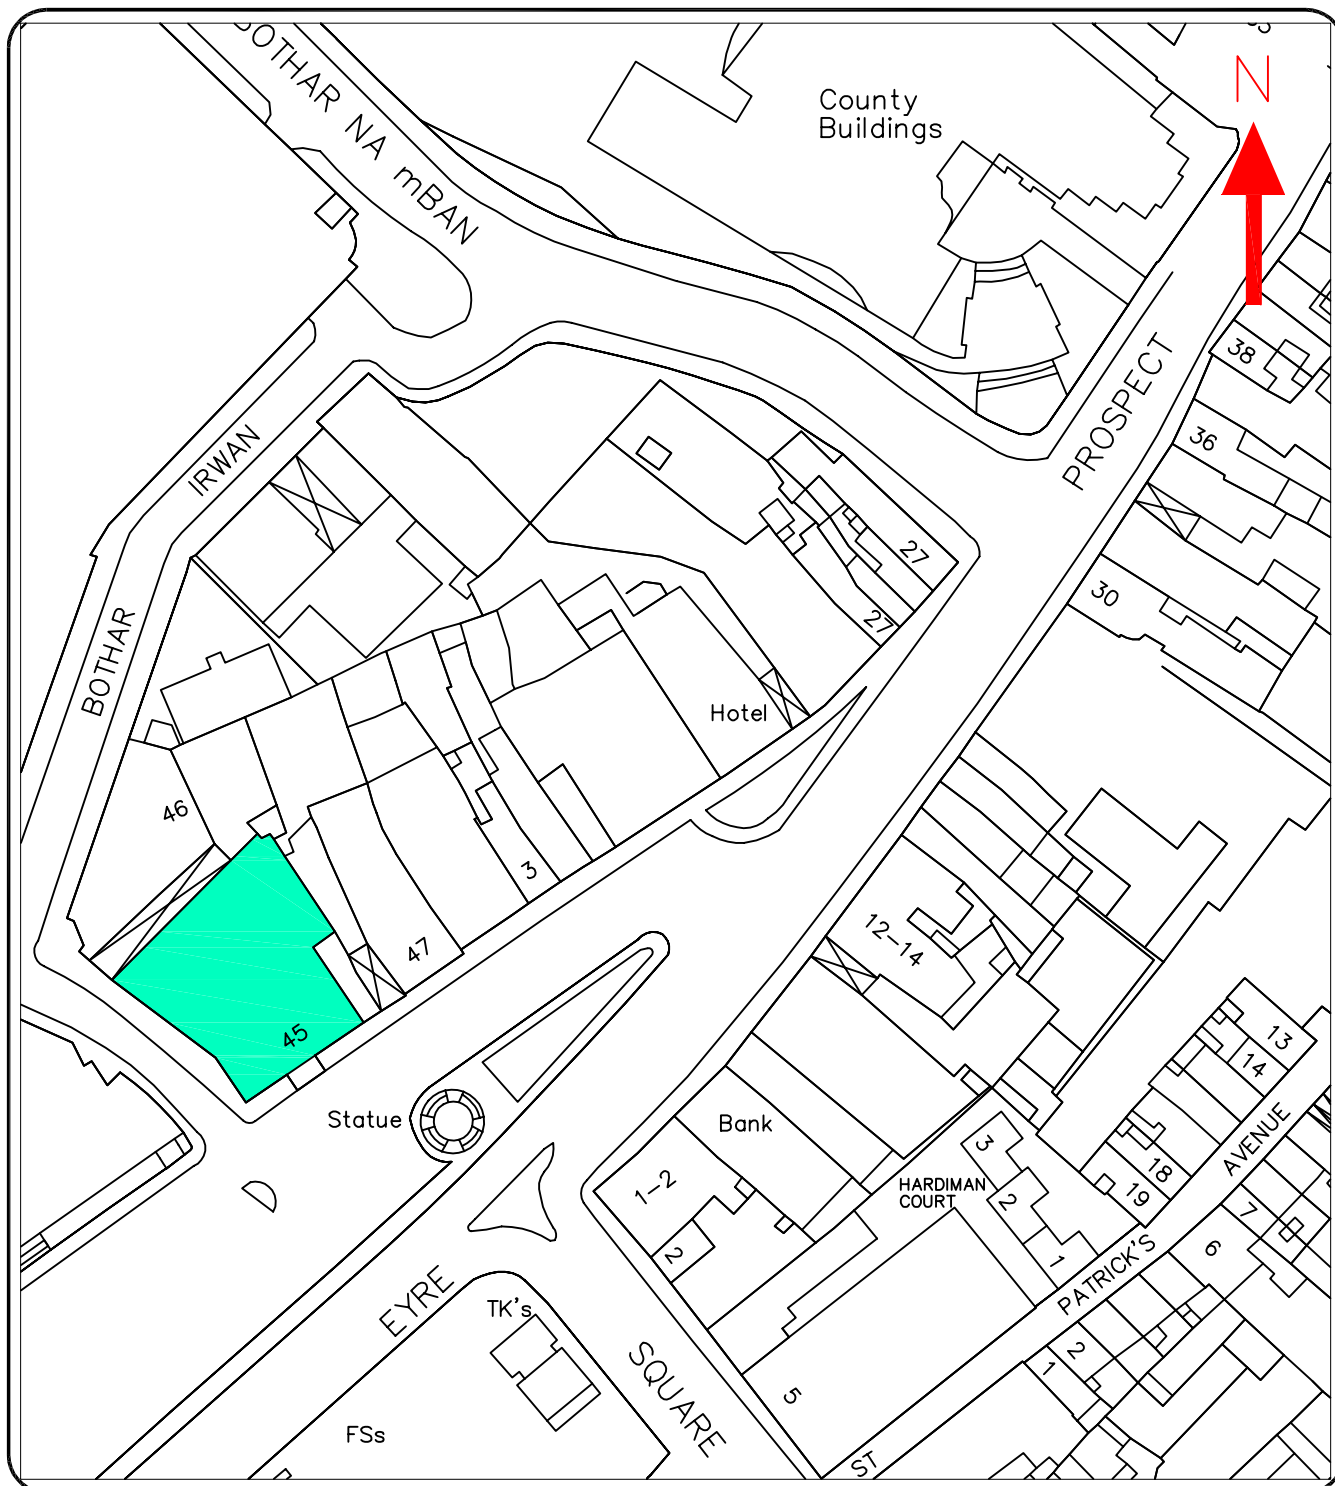 BOTHAR NA mBAN
County
Buildings
N
PROSPECT
38
36
30
IRWAN
BOTHAR
27
27
Hotel
46
3
47
45
12-14
13
14
18
19
AVENUE
Statue
Bank
1-2
2
HARDIMAN
COURT
3
2
1
7
6
PATRICK'S
ST
2
1
EYRE
SQUARE
TK's
5
FSs